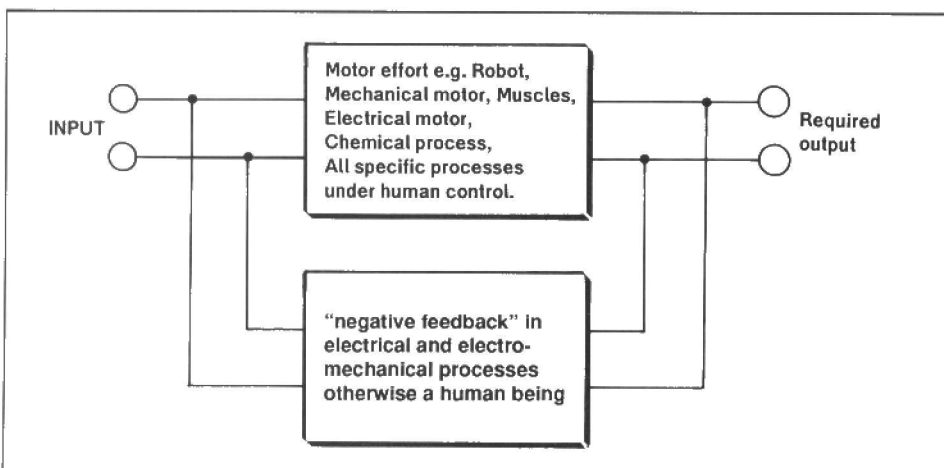 Motor effort e.g. Robot,
Mechanical motor, Muscles,
Electrical motor,
Chemical process,
All specific processes
under human control.
INPUT
Required
output
“negative feedback” in
electrical and electro-
mechanical processes
otherwise a human being